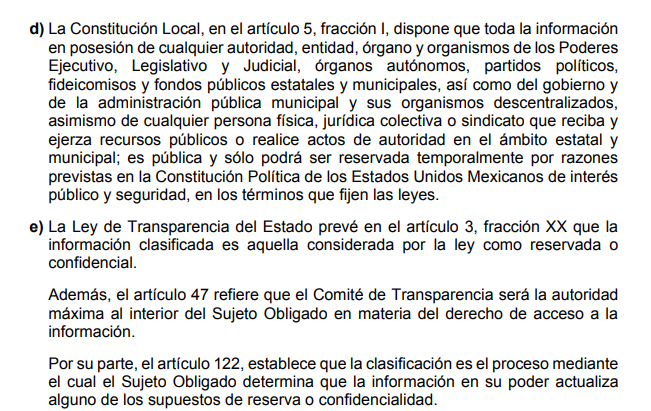 d) La Constitución Local, en el artículo 5, fracción I, dispone que toda la información
en posesión de cualquier autoridad, entidad, órgano y organismos de los Poderes
Ejecutivo, Legislativo y Judicial, órganos autónomos, partidos políticos,
fideicomisos y fondos públicos estatales y municipales, así como del gobierno y
de la administración pública municipal y sus organismos descentralizados,
asimismo de cualquier persona física, jurídica colectiva o sindicato que reciba y
ejerza recursos públicos o realice actos de autoridad en el ámbito estatal y
municipal; es pública y sólo podrá ser reservada temporalmente por razones
previstas en la Constitución Política de los Estados Unidos Mexicanos de interés
público y seguridad, en los términos que fijen las leyes.
e) La Ley de Transparencia del Estado prevé en el artículo 3, fracción XX que la
información clasificada es aquella considerada por la ley como reservada o
confidencial.
Además, el artículo 47 refiere que el Comité de Transparencia será la autoridad
máxima al interior del Sujeto Obligado en materia del derecho de acceso a la
información.
Por su parte, el artículo 122, establece que la clasificación es el proceso mediante
el cual el Sujeto Obligado determina que la información en su poder actualiza
alguno de los supuestos de reserva o confidencialidad.